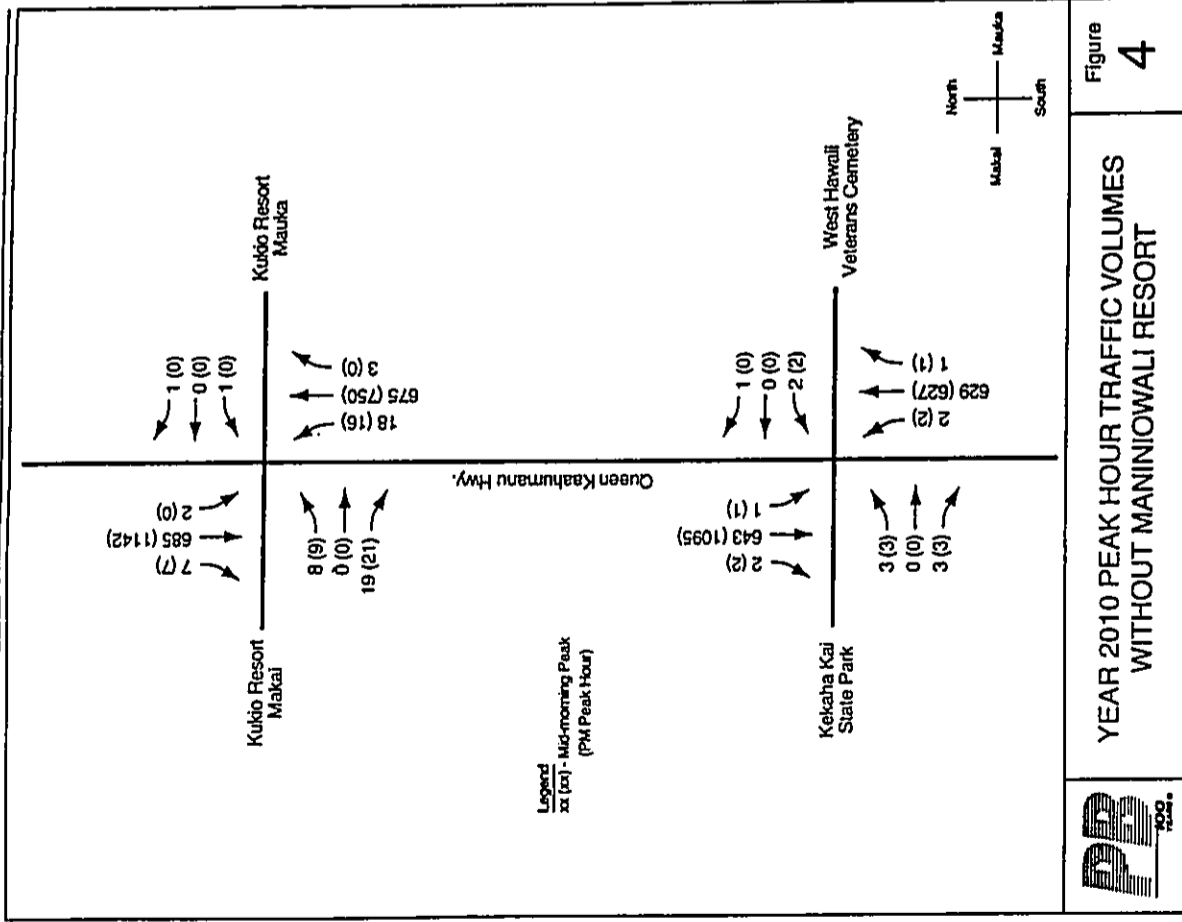 1 (0)
0 (0)
1 (0)
Kukio Resort
Mauka
2 (0)
685 (1142)
7 (7)
Kukio Resort
Makai
8 (9)
0 (0)
19 (21)
3 (0)
675 (750)
18 (16)
Queen Kaahumanu Hwy.
Legend
xx (xx) - Mid-morning Peak
(PM Peak Hour)
1 (0)
0 (0)
2 (2)
West Hawaii
Veterans Cemetery
1 (1)
643 (1095)
2 (2)
Kekaha Kai
State Park
3 (3)
0 (0)
3 (3)
1 (1)
629 (627)
2 (2)
North
Makai
Mauka
South
PB
100
YEARS
YEAR 2010 PEAK HOUR TRAFFIC VOLUMES
WITHOUT MANINIOWALI RESORT
Figure
4